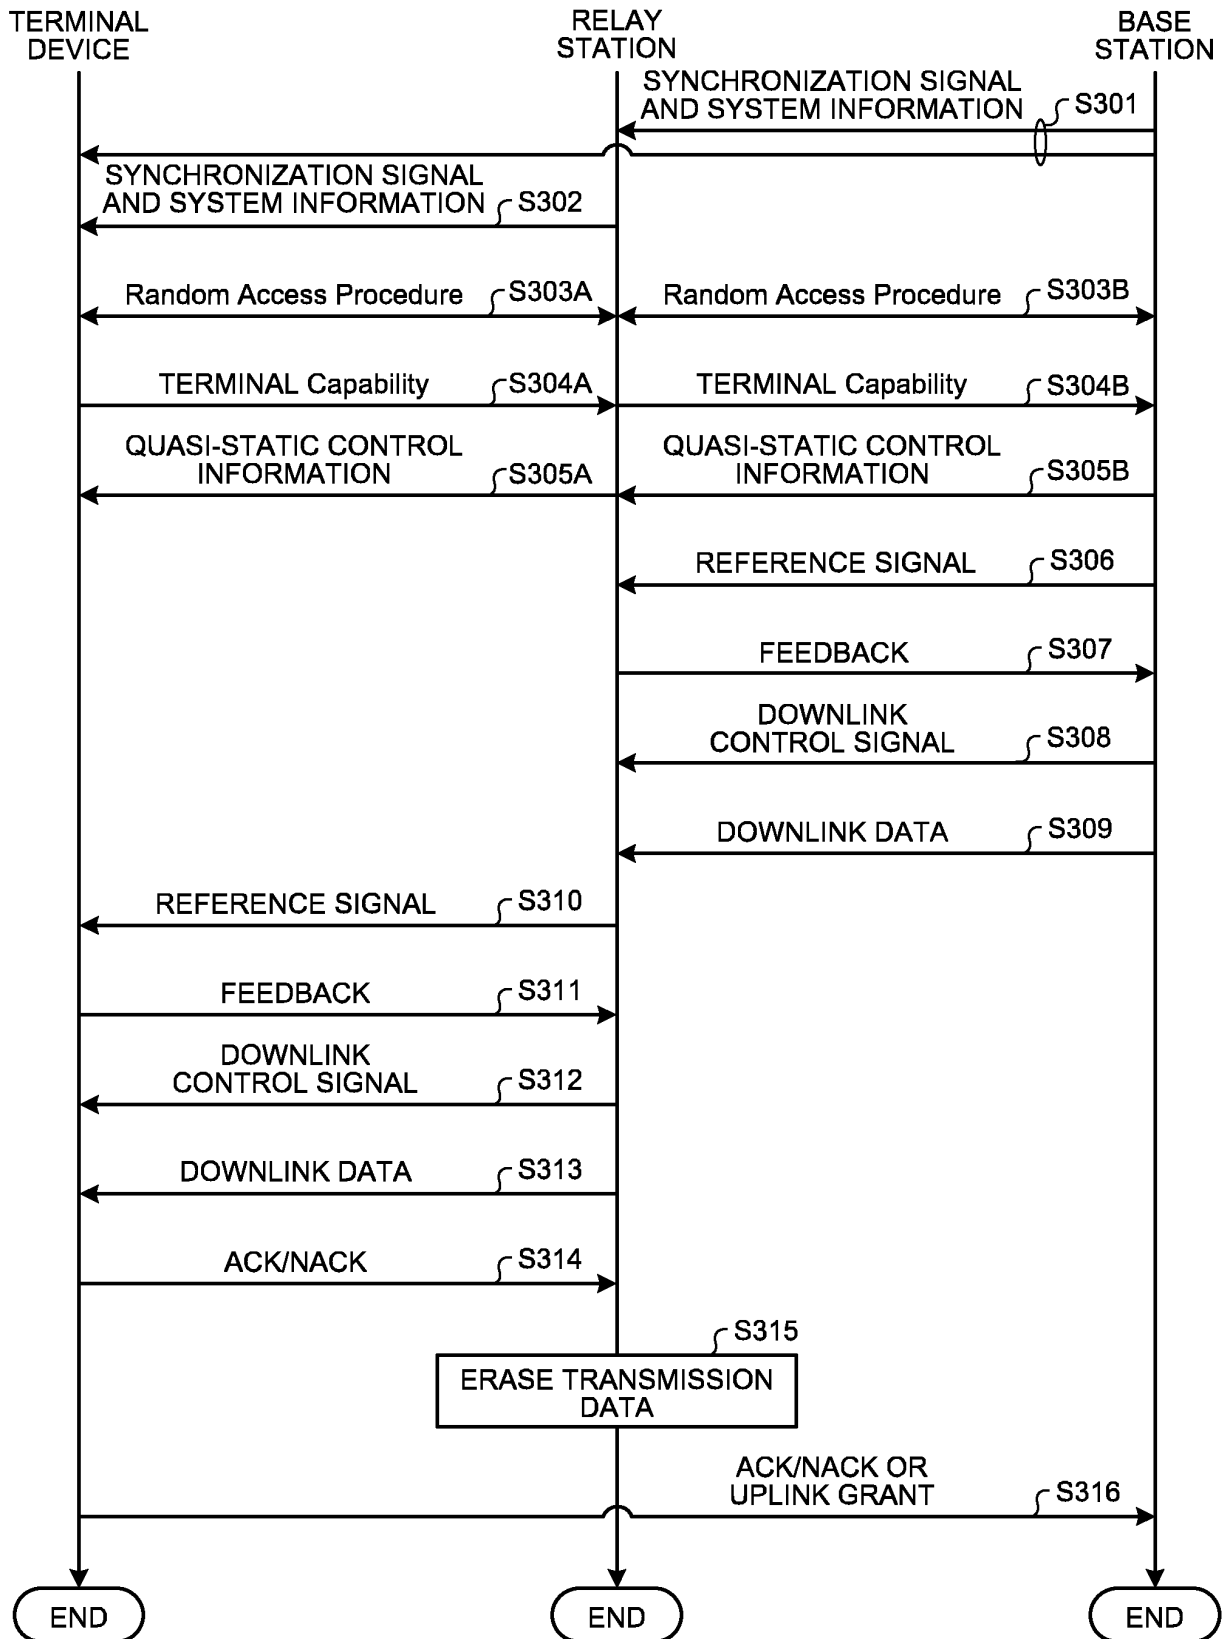 TERMINAL
DEVICE
RELAY
STATION
BASE
STATION
SYNCHRONIZATION SIGNAL
AND SYSTEM INFORMATION
S301
SYNCHRONIZATION SIGNAL
AND SYSTEM INFORMATION
S302
Random Access Procedure
S303A
Random Access Procedure
S303B
TERMINAL Capability
S304A
TERMINAL Capability
S304B
QUASI-STATIC CONTROL
INFORMATION
S305A
QUASI-STATIC CONTROL
INFORMATION
S305B
REFERENCE SIGNAL
S306
FEEDBACK
S307
DOWNLINK
CONTROL SIGNAL
S308
DOWNLINK DATA
S309
REFERENCE SIGNAL
S310
FEEDBACK
S311
DOWNLINK
CONTROL SIGNAL
S312
DOWNLINK DATA
S313
ACK/NACK
S314
S315
ERASE TRANSMISSION
DATA
ACK/NACK OR
UPLINK GRANT
S316
END
END
END